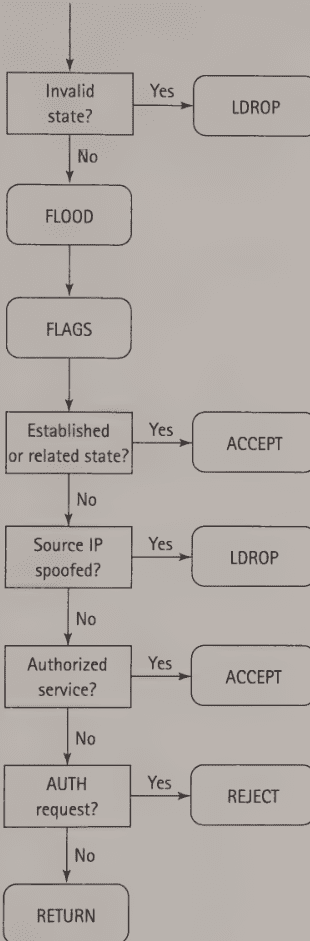 Invalid
state?
Yes
LDROP
No
FLOOD
FLAGS
Established
or related state?
Yes
ACCEPT
No
Source IP
spoofed?
Yes
LDROP
No
Authorized
service?
Yes
ACCEPT
No
AUTH
request?
Yes
REJECT
No
RETURN